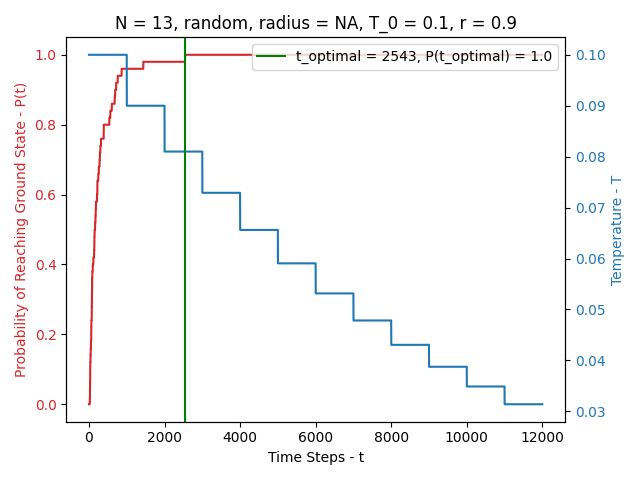 N = 13, random, radius = NA, T_0 = 0.1, r = 0.9
t_optimal = 2543, P(t_optimal) = 1.0
Probability of Reaching Ground State - P(t)
1.0
0.8
0.6
0.4
0.2
0.0
0.10
0.09
0.08
0.07
0.06
0.05
0.04
0.03
Temperature - T
0 2000 4000 6000 8000 10000 12000
Time Steps - t